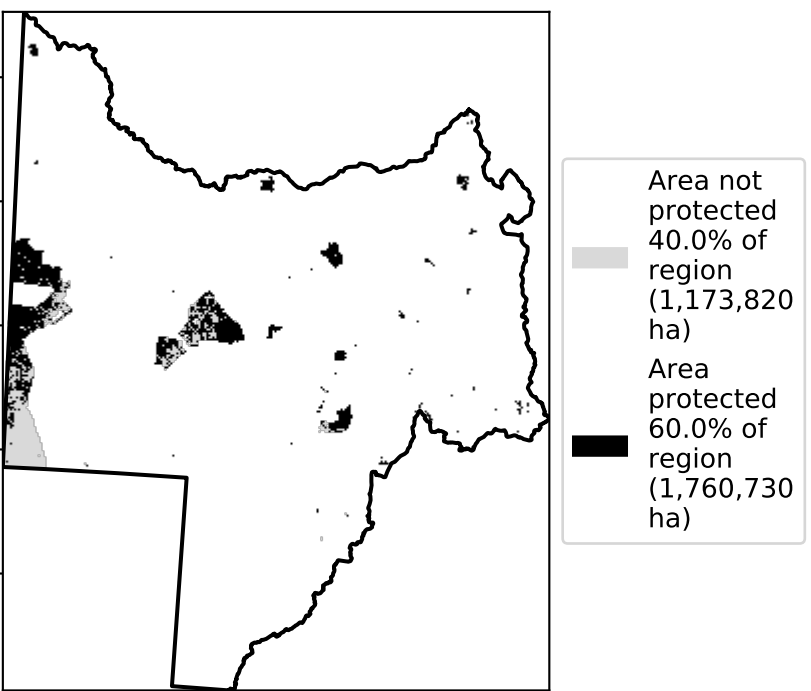 Area not
protected
40.0% of
region
(1,173,820
ha)
Area
protected
60.0% of
region
(1,760,730
ha)